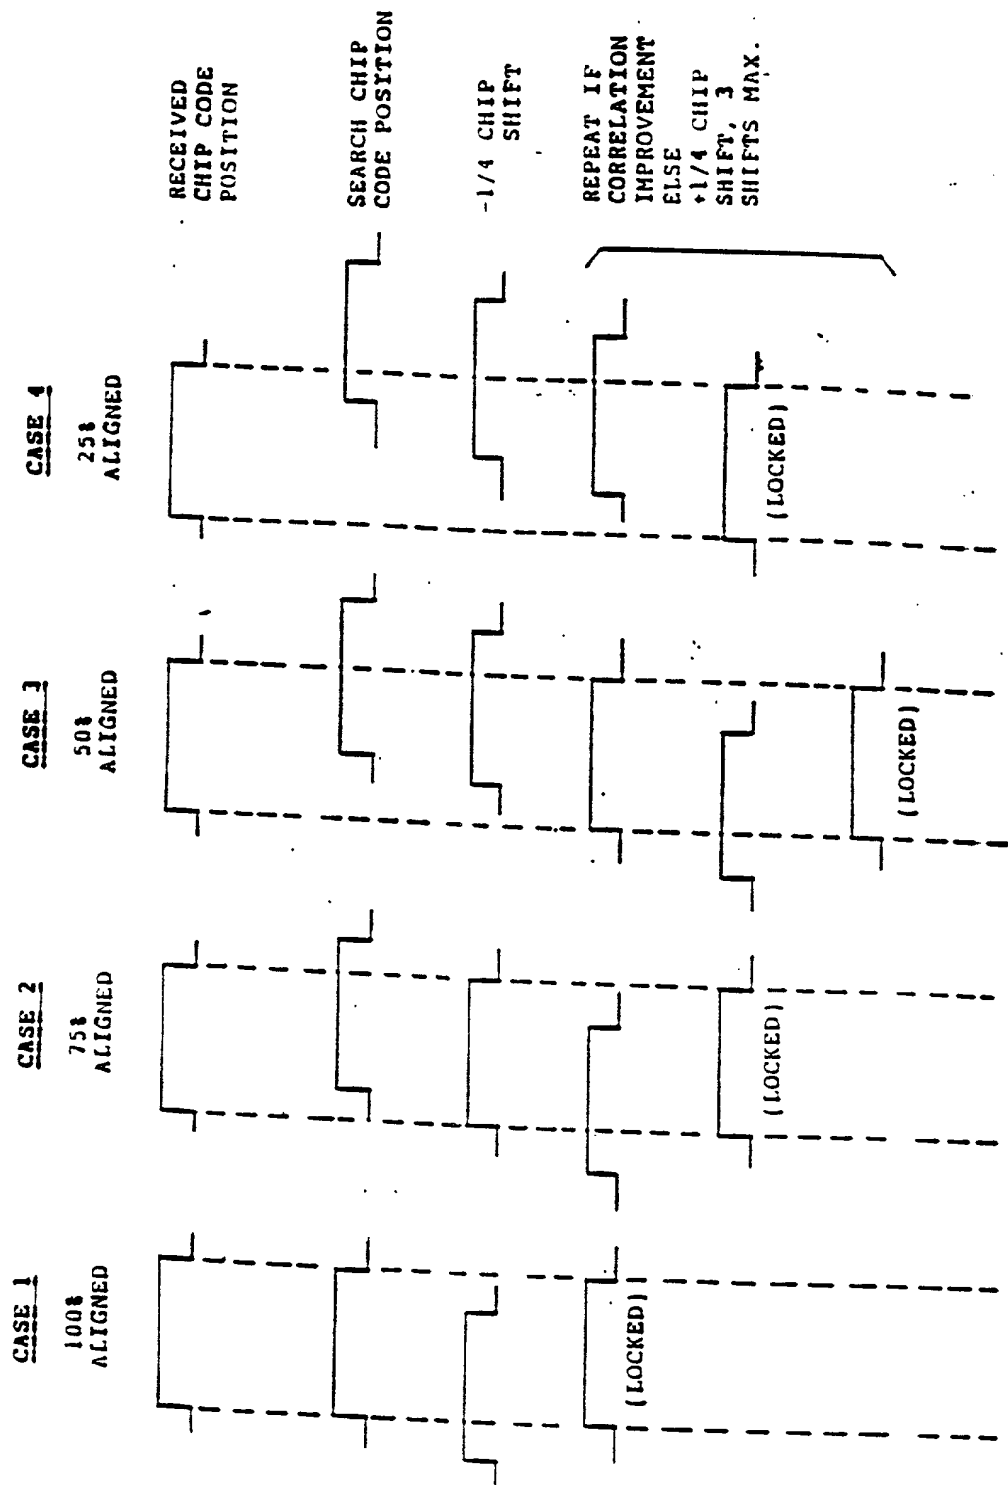 CASE 1
100%
ALIGNED
CASE 2
75%
ALIGNED
CASE 3
50%
ALIGNED
CASE 4
25%
ALIGNED
RECEIVED
CHIP CODE
POSITION
SEARCH CHIP
CODE POSITION
-1/4 CHIP
SHIFT
REPEAT IF
CORRELATION
IMPROVEMENT
ELSE
+1/4 CHIP
SHIFT, 3
SHIFTS MAX.
(LOCKED)
(LOCKED)
(LOCKED)
(LOCKED)